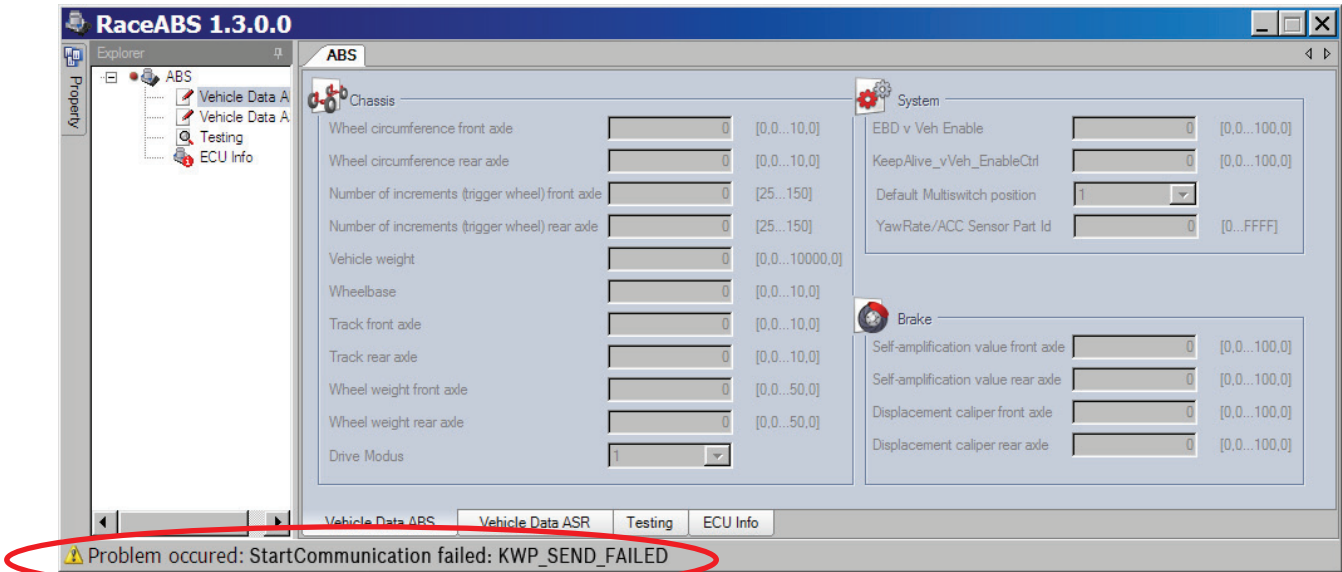 RaceABS 1.3.0.0
Property
Explorer
ABS
Vehicle Data A
Vehicle Data A
Testing
ECU Info
ABS
Chassis
Wheel circumference front axle 0 [0,0...10,0]
Wheel circumference rear axle 0 [0,0...10,0]
Number of increments (trigger wheel) front axle 0 [25...150]
Number of increments (trigger wheel) rear axle 0 [25...150]
Vehicle weight 0 [0,0...10000,0]
Wheelbase 0 [0,0...10,0]
Track front axle 0 [0,0...10,0]
Track rear axle 0 [0,0...10,0]
Wheel weight front axle 0 [0,0...50,0]
Wheel weight rear axle 0 [0,0...50,0]
Drive Modus 1
System
EBD v Veh Enable 0 [0,0...100,0]
KeepAlive_vVeh_EnableCtrl 0 [0,0...100,0]
Default Multiswitch position 1
YawRate/ACC Sensor Part Id 0 [0...FFFF]
Brake
Self-amplification value front axle 0 [0,0...100,0]
Self-amplification value rear axle 0 [0,0...100,0]
Displacement caliper front axle 0 [0,0...100,0]
Displacement caliper rear axle 0 [0,0...100,0]
Vehicle Data ABS Vehicle Data ASR Testing ECU Info
Problem occured: StartCommunication failed: KWP_SEND_FAILED